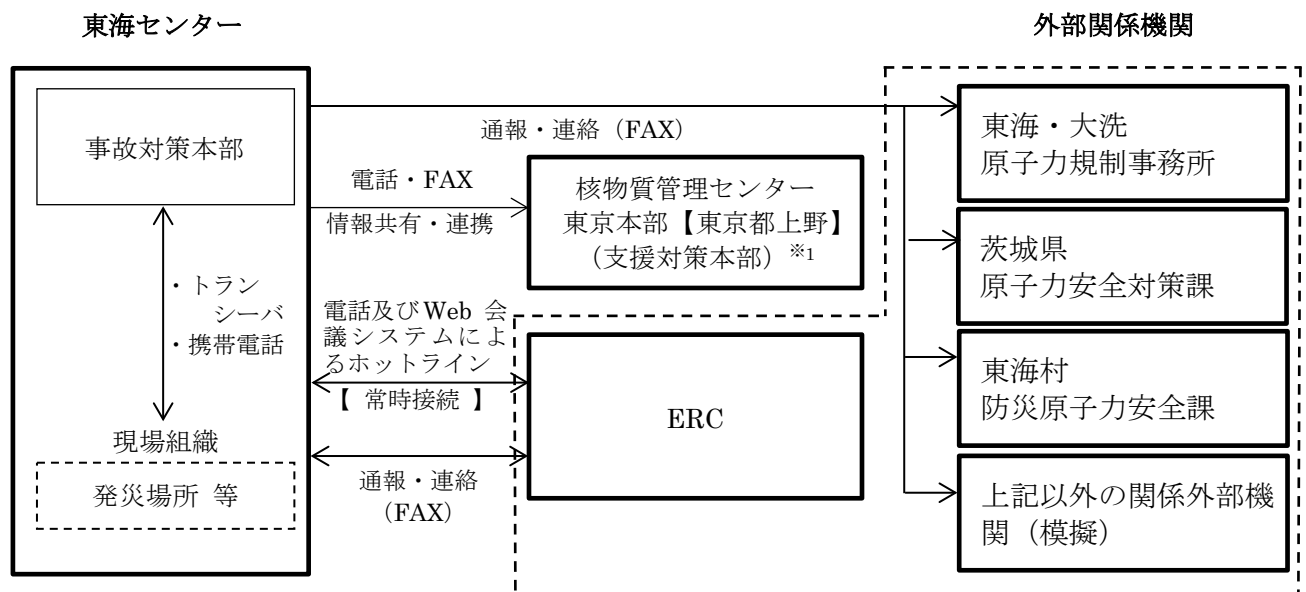 東海センター
外部関係機関
事故対策本部
・トラン
シーバ
・携帯電話
現場組織
発災場所 等
通報・連絡（FAX）
電話・FAX
情報共有・連携
核物質管理センター
東京本部【東京都上野】
（支援対策本部）※1
電話及びWeb 会
議システムによ
るホットライン
【 常時接続 】
ERC
通報・連絡
（FAX）
東海・大洗
原子力規制事務所
茨城県
原子力安全対策課
東海村
防災原子力安全課
上記以外の関係外部機
関（模擬）